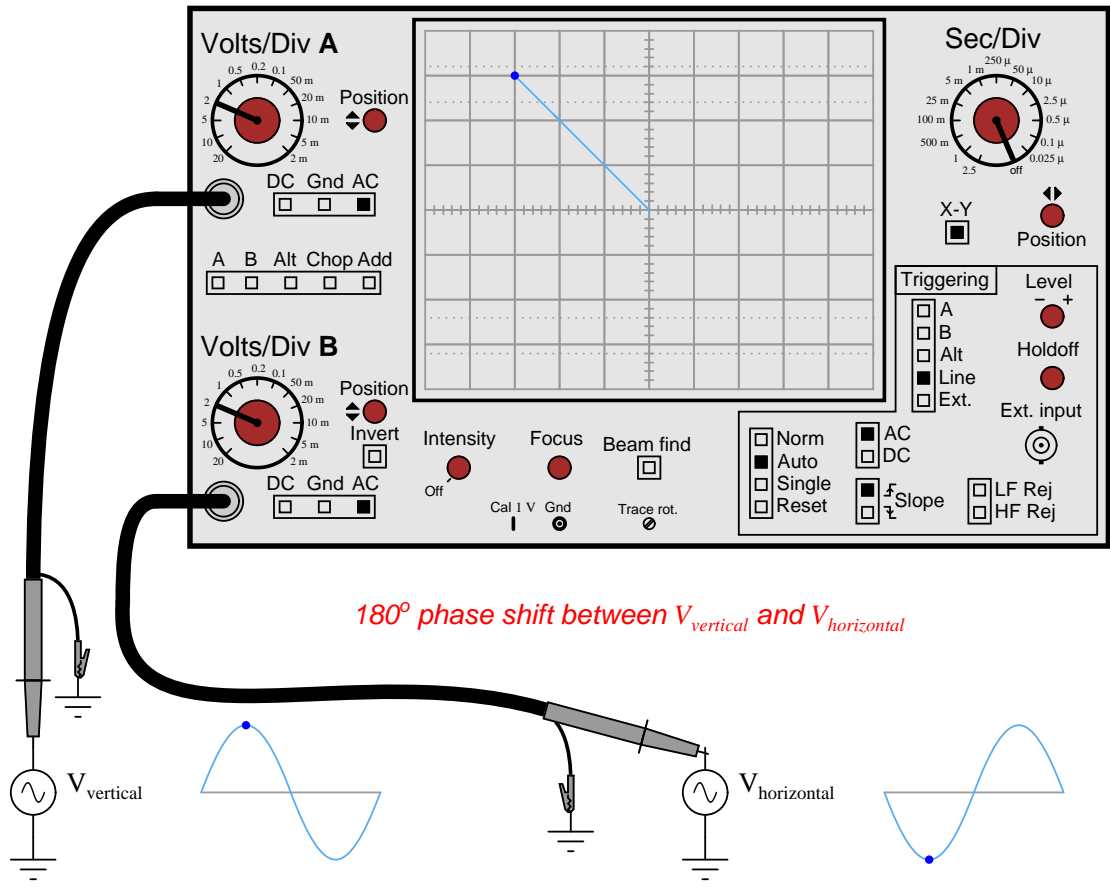 Volts/Div A
0.5 0.2 0.1
1 50 m
2 20 m
5 10 m
10 5 m
20 2 m
Position
DC Gnd AC
A B Alt Chop Add
Volts/Div B
0.5 0.2 0.1
1 50 m
2 20 m
5 10 m
10 5 m
20 2 m
Position
Invert
DC Gnd AC
Intensity
Off
Focus
Beam find
Cal 1 V Gnd
Trace rot.
Sec/Div
250 µ
1 m 50 µ
5 m 10 µ
25 m 2.5 µ
100 m 0.5 µ
500 m 0.1 µ
1 0.025 µ
2.5 off
X-Y
Position
Triggering
A
B
Alt
Line
Ext.
Level
− +
Holdoff
Ext. input
Norm
Auto
Single
Reset
AC
DC
Slope
LF Rej
HF Rej
180o phase shift between Vvertical and Vhorizontal
Vvertical
Vhorizontal